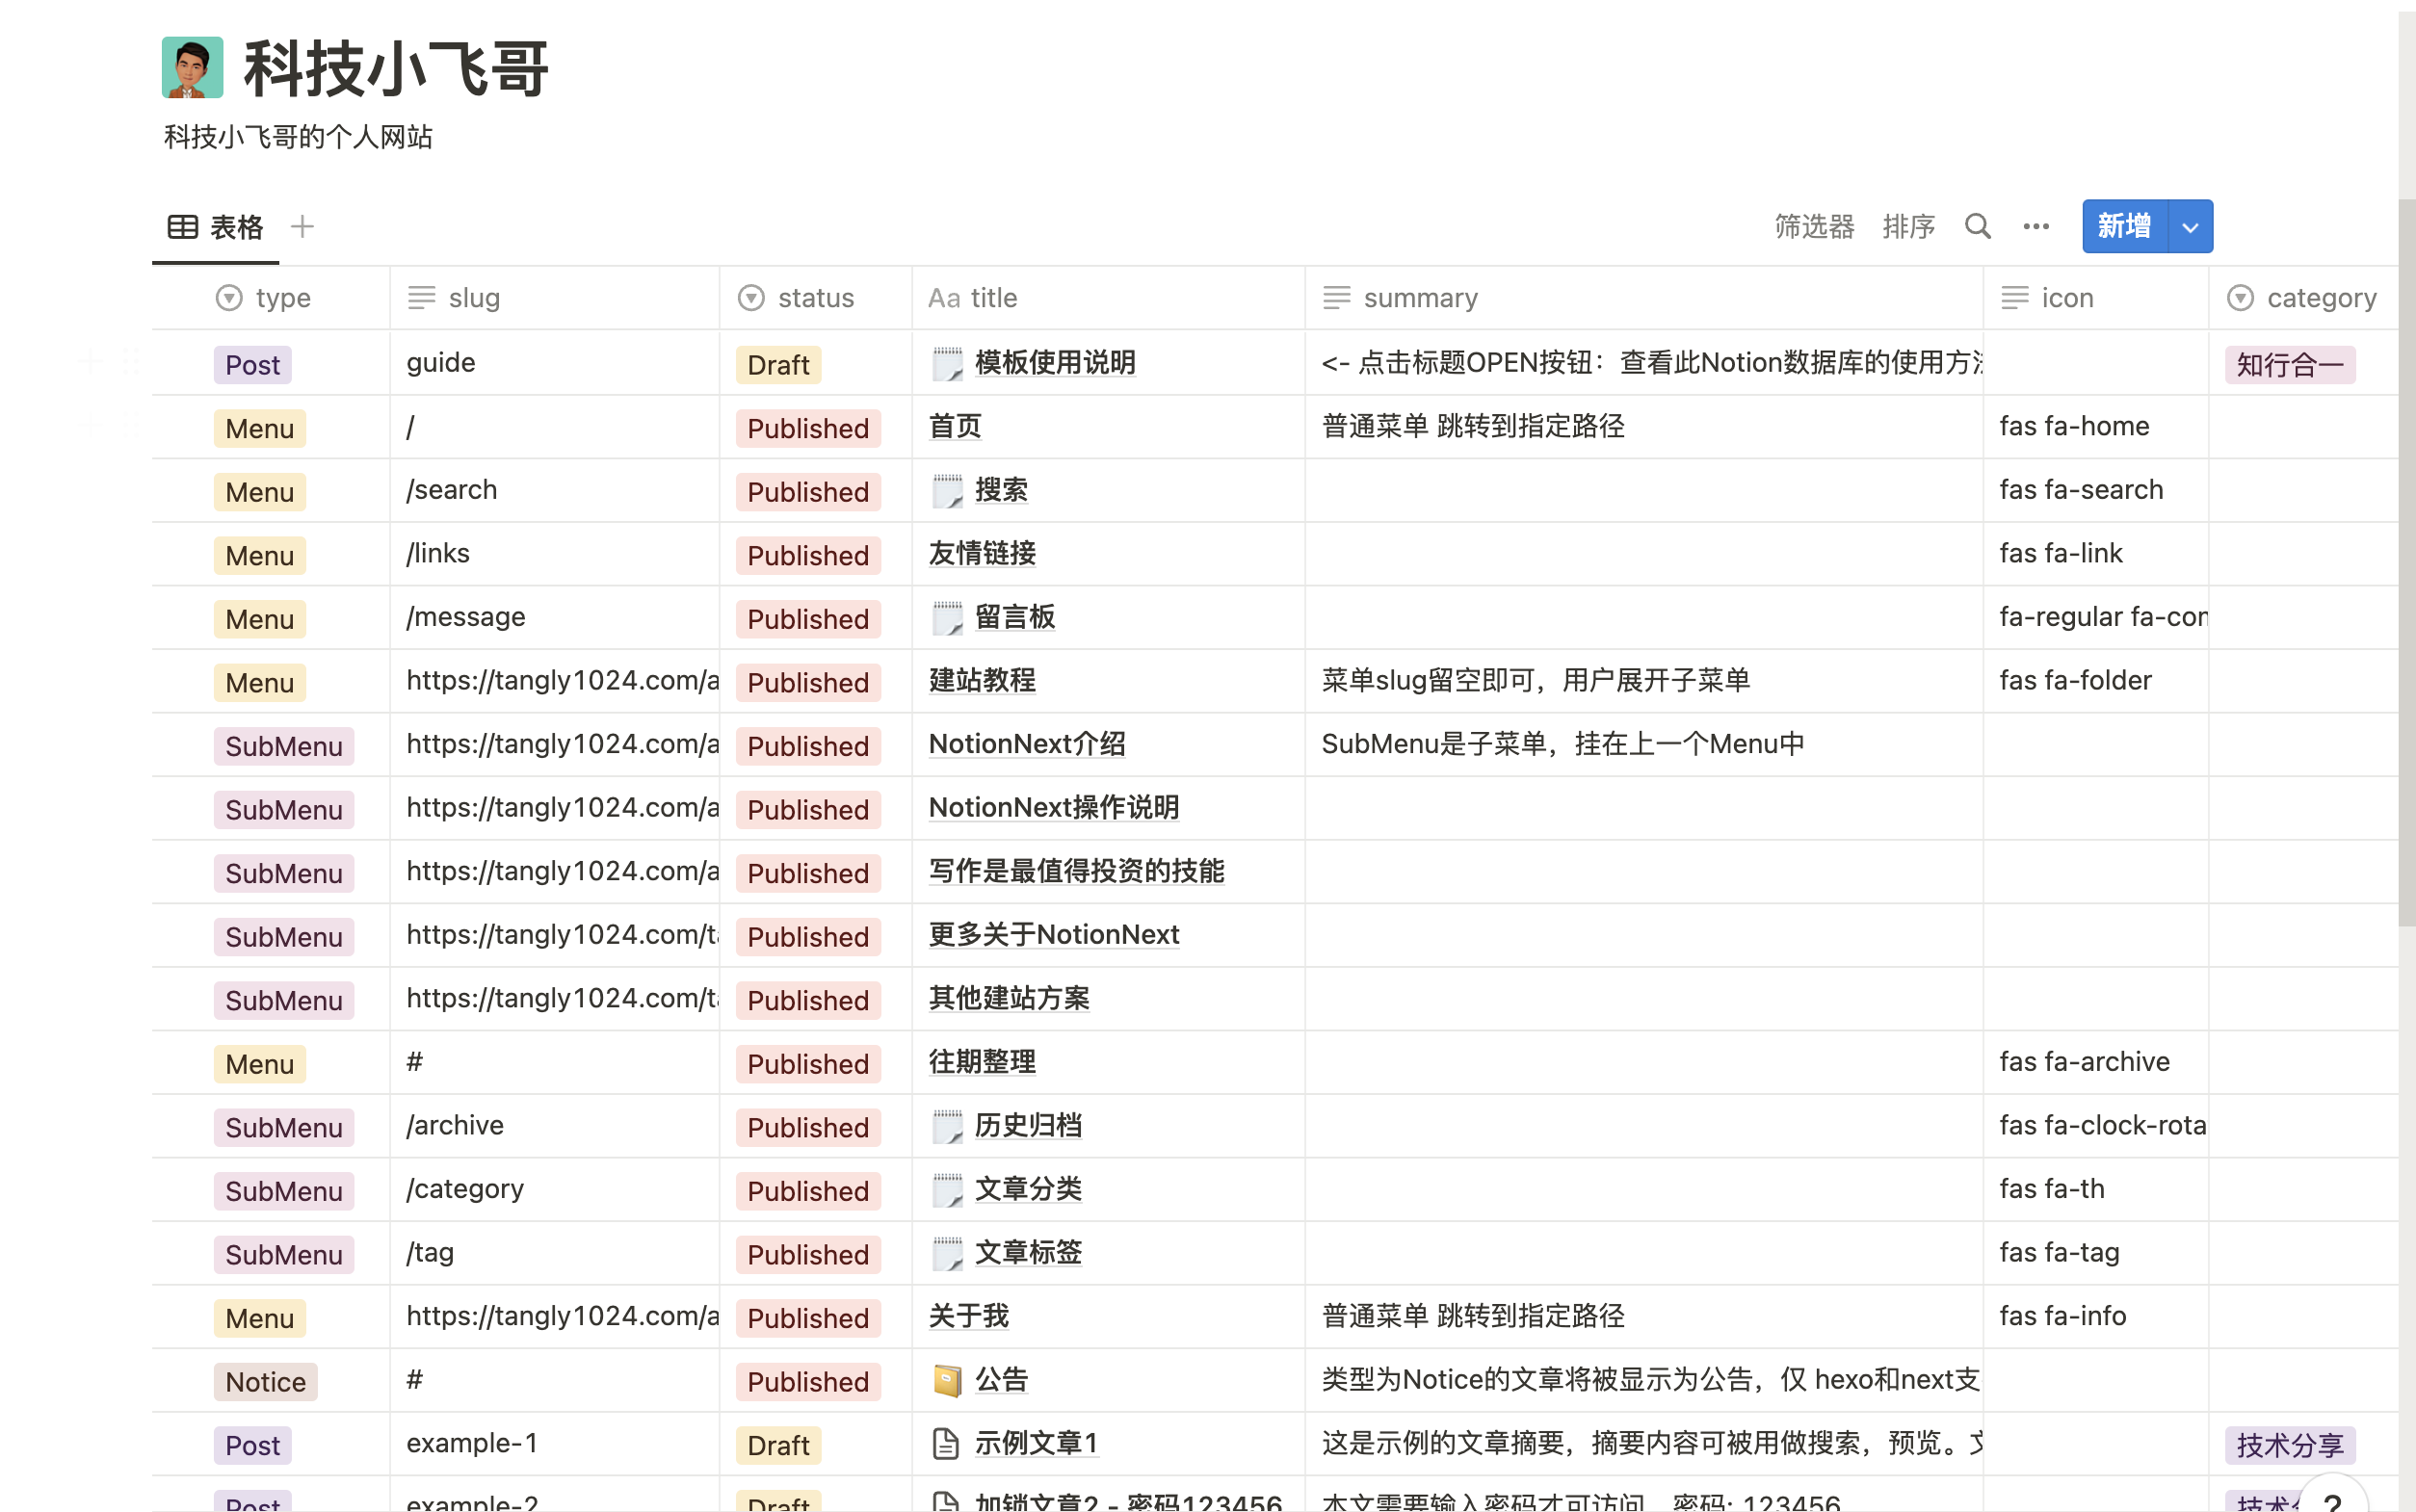 科技小飞哥
科技小飞哥的个人网站
表格 筛选器 排序 新增
type slug status Aa title summary icon category
Post guide Draft 模板使用说明 <- 点击标题OPEN按钮：查看此Notion数据库的使用方 知行合一
Menu / Published 首页 普通菜单 跳转到指定路径 fas fa-home
Menu /search Published 搜索 fas fa-search
Menu /links Published 友情链接 fas fa-link
Menu /message Published 留言板 fa-regular fa-con
Menu https://tangly1024.com/a Published 建站教程 菜单slug留空即可，用户展开子菜单 fas fa-folder
SubMenu https://tangly1024.com/a Published NotionNext介绍 SubMenu是子菜单，挂在上一个Menu中
SubMenu https://tangly1024.com/a Published NotionNext操作说明
SubMenu https://tangly1024.com/a Published 写作是最值得投资的技能
SubMenu https://tangly1024.com/t Published 更多关于NotionNext
SubMenu https://tangly1024.com/t Published 其他建站方案
Menu # Published 往期整理 fas fa-archive
SubMenu /archive Published 历史归档 fas fa-clock-rota
SubMenu /category Published 文章分类 fas fa-th
SubMenu /tag Published 文章标签 fas fa-tag
Menu https://tangly1024.com/a Published 关于我 普通菜单 跳转到指定路径 fas fa-info
Notice # Published 公告 类型为Notice的文章将被显示为公告，仅 hexo和next支
Post example-1 Draft 示例文章1 这是示例的文章摘要，摘要内容可被用做搜索，预览。 技术分享
Post example-2 Draft 加锁文章2 - 密码123456 本文需要输入密码才可访问，密码: 123456 技术 ?